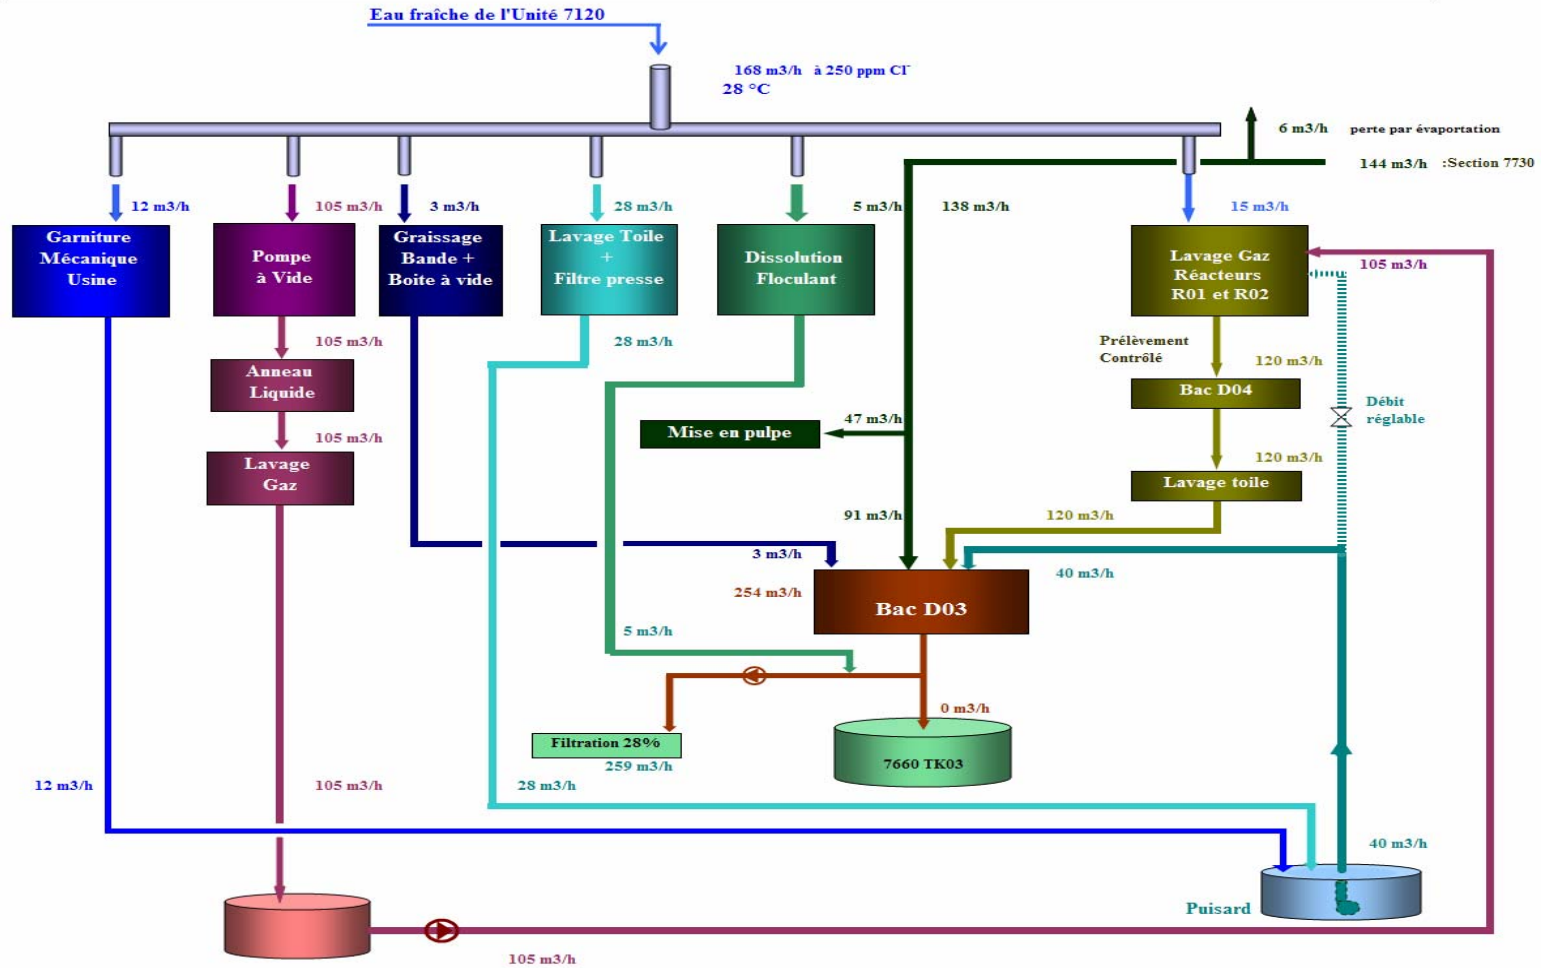 Eau fraîche de l'Unité 7120
168 m3/h à 250 ppm Cl⁻
28 °C
6 m3/h perte par évaportation
144 m3/h :Section 7730
12 m3/h
105 m3/h
3 m3/h
28 m3/h
5 m3/h
138 m3/h
15 m3/h
Garniture
Mécanique
Usine
Pompe
à Vide
Graissage
Bande +
Boite à vide
Lavage Toile
+
Filtre presse
Dissolution
Floculant
Lavage Gaz
Réacteurs
R01 et R02
105 m3/h
105 m3/h
28 m3/h
Prélèvement
Contrôlé
120 m3/h
Anneau
Liquide
Bac D04
Débit
réglable
47 m3/h
Mise en pulpe
105 m3/h
120 m3/h
Lavage
Gaz
Lavage toile
91 m3/h
120 m3/h
3 m3/h
40 m3/h
254 m3/h
Bac D03
5 m3/h
0 m3/h
Filtration 28%
259 m3/h
7660 TK03
12 m3/h
105 m3/h
28 m3/h
40 m3/h
Puisard
105 m3/h